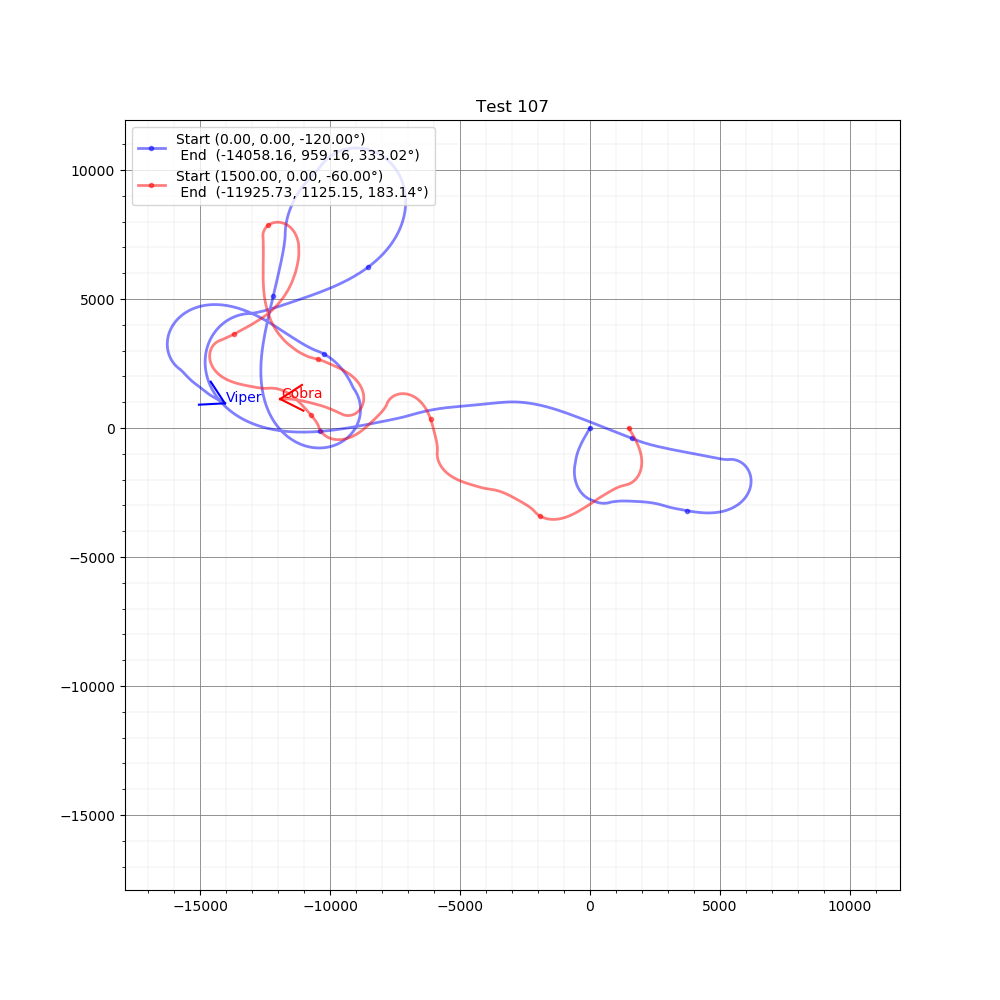 Test 107
Start (0.00, 0.00, -120.00°)
End  (-14058.16, 959.16, 333.02°)
Start (1500.00, 0.00, -60.00°)
End  (-11925.73, 1125.15, 183.14°)
10000
5000
0
−5000
−10000
−15000
Viper
Cobra
−15000 −10000 −5000 0 5000 10000